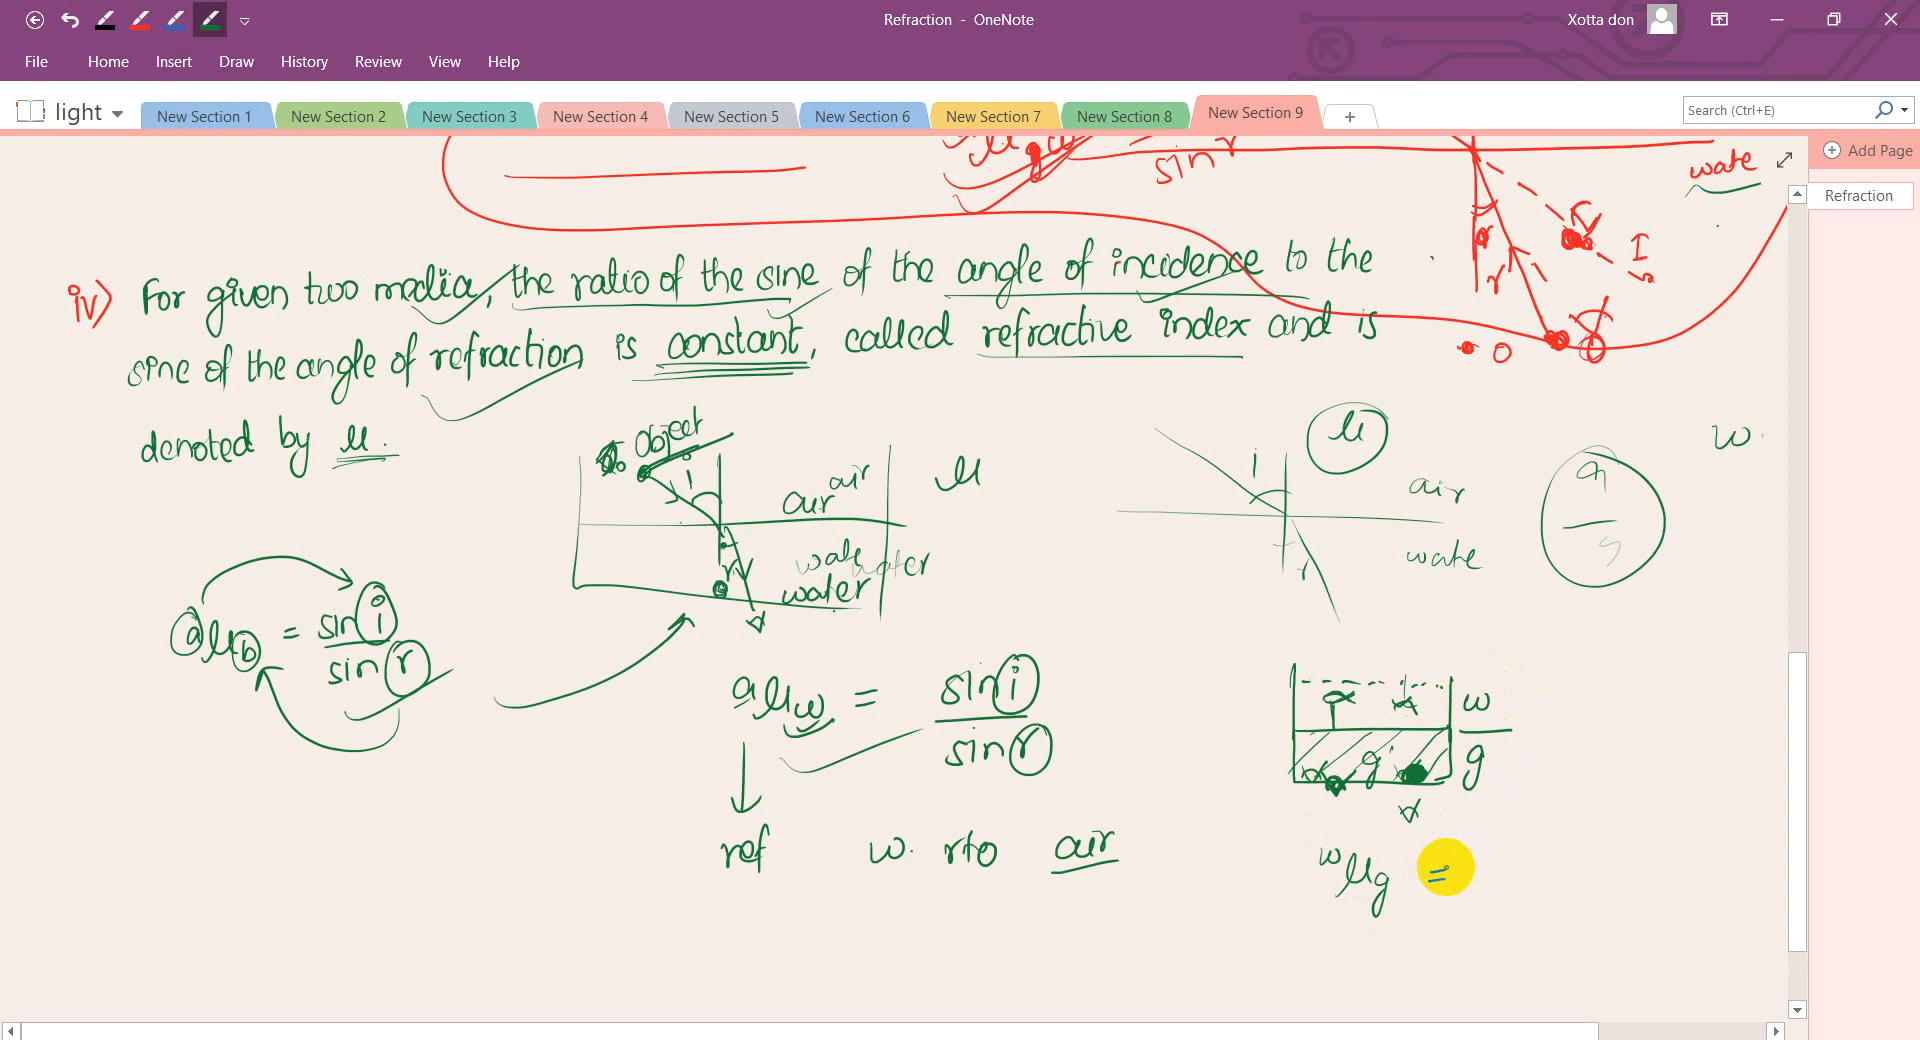 Refraction - OneNote
Xotta don
File Home Insert Draw History Review View Help
light
New Section 1 New Section 2 New Section 3 New Section 4 New Section 5 New Section 6 New Section 7 New Section 8 New Section 9 +
Search (Ctrl+E)
Add Page
Refraction
μ g w
sin r
wate
r
r
I
O
iv) For given two media, the ratio of the sine of the angle of incidence to the
sine of the angle of refraction is constant, called refractive index and is
denoted by μ.
Object
i
air air
μ
r
wate water
water
i
μ
air
wate
r
w
a μ b = sin i
sin r
a μ w = sin i
sin r
ref w. rto air
w
g
g
w μ g =